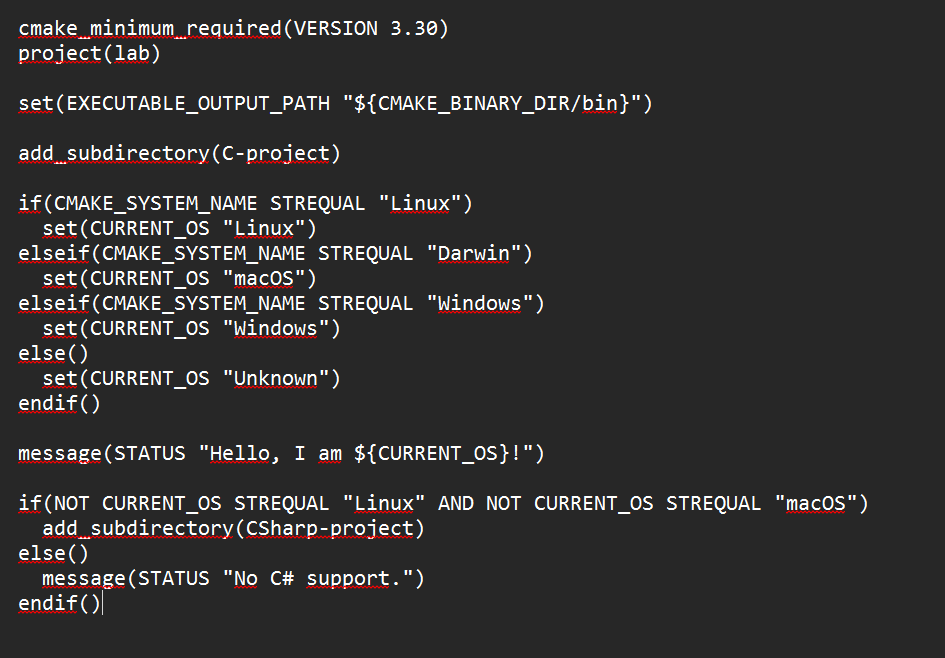 cmake_minimum_required(VERSION 3.30)
project(lab)
set(EXECUTABLE_OUTPUT_PATH "${CMAKE_BINARY_DIR/bin}")
add_subdirectory(C-project)
if(CMAKE_SYSTEM_NAME STREQUAL "Linux")
  set(CURRENT_OS "Linux")
elseif(CMAKE_SYSTEM_NAME STREQUAL "Darwin")
  set(CURRENT_OS "macOS")
elseif(CMAKE_SYSTEM_NAME STREQUAL "Windows")
  set(CURRENT_OS "Windows")
else()
  set(CURRENT_OS "Unknown")
endif()
message(STATUS "Hello, I am ${CURRENT_OS}!")
if(NOT CURRENT_OS STREQUAL "Linux" AND NOT CURRENT_OS STREQUAL "macOS")
  add_subdirectory(CSharp-project)
else()
  message(STATUS "No C# support.")
endif()